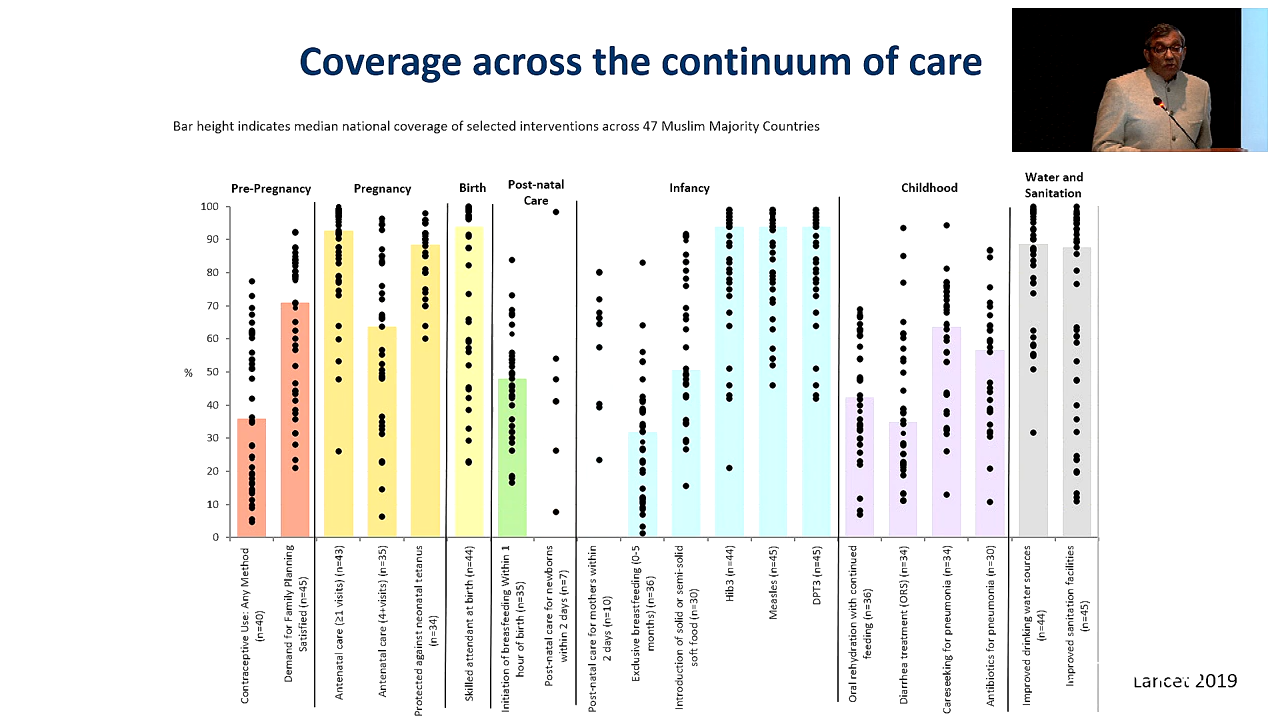 Coverage across the continuum of care
Bar height indicates median national coverage of selected interventions across 47 Muslim Majority Countries
Pre-Pregnancy
Pregnancy
Birth
Post-natal
Care
Infancy
Childhood
Water and
Sanitation
100
90
80
70
60
50
40
30
20
10
0
%
Contraceptive Use: Any Method
(n=40)
Demand for Family Planning
Satisfied (n=45)
Antenatal care (≥1 visits) (n=43)
Antenatal care (4+visits) (n=35)
Protected against neonatal tetanus
(n=34)
Skilled attendant at birth (n=44)
Initiation of breasfeeding Within 1
hour of birth (n=35)
Post-natal care for newborns
within 2 days (n=7)
Post-natal care for mothers within
2 days (n=10)
Exclusive breastfeeding (0-5
months) (n=36)
Introduction of solid or semi-solid
soft food (n=30)
Hib3 (n=44)
Measles (n=45)
DPT3 (n=45)
Oral rehydration with continued
feeding (n=36)
Diarrhea treatment (ORS) (n=34)
Careseeking for pneumonia (n=34)
Antibiotics for pneumonia (n=30)
Improved drinking water sources
(n=44)
Improved sanitation facilities
(n=45)
Lancet 2019